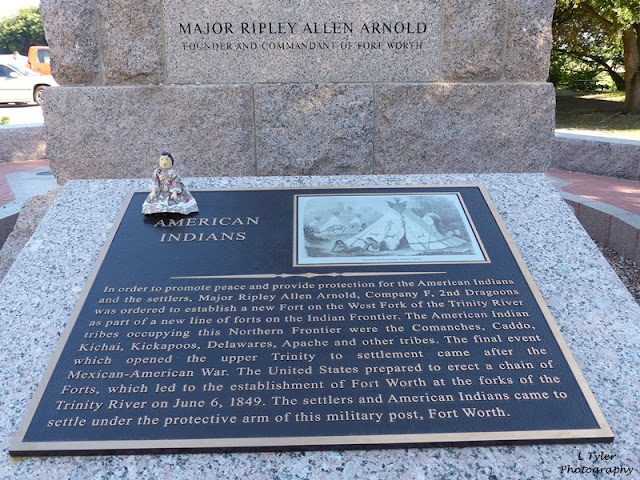 MAJOR RIPLEY ALLEN ARNOLD
FOUNDER AND COMMANDANT OF FORT WORTH
AMERICAN
INDIANS
In order to promote peace and provide protection for the American Indians
and the settlers, Major Ripley Allen Arnold, Company F, 2nd Dragoons
was ordered to establish a new Fort on the West Fork of the Trinity River
as part of a new line of forts on the Indian Frontier. The American Indian
tribes occupying this Northern Frontier were the Comanches, Caddo,
Kichai, Kickapoos, Delawares, Apache and other tribes. The final event
which opened the upper Trinity to settlement came after the
Mexican-American War. The United States prepared to erect a chain of
Forts, which led to the establishment of Fort Worth at the forks of the
Trinity River on June 6, 1849. The settlers and American Indians came to
settle under the protective arm of this military post, Fort Worth.
L Tyler
Photography